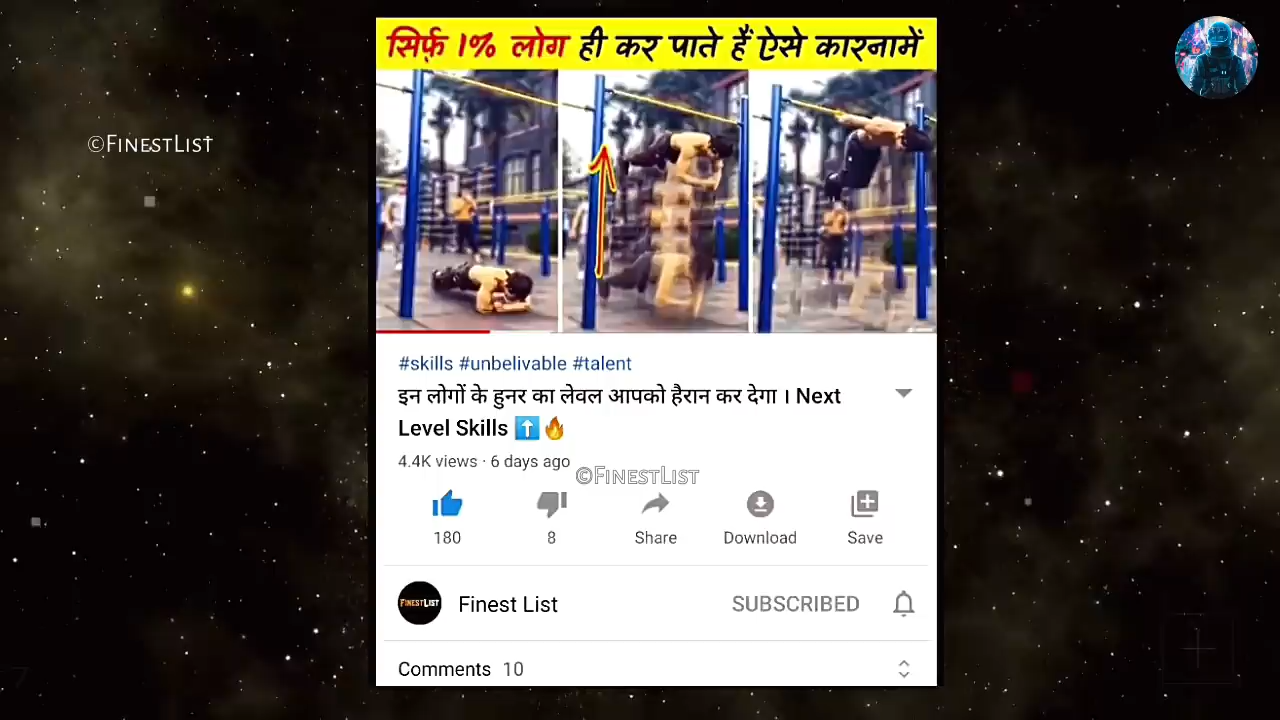 सिर्फ़ 1% लोग ही कर पाते हैं ऐसे कारनामें
©FinestList
#skills #unbelivable #talent
इन लोगों के हुनर का लेवल आपको हैरान कर देगा । Next
Level Skills ⬆️🔥
4.4K views · 6 days ago
©FinestList
180
8
Share
Download
Save
FinestList
Finest List
SUBSCRIBED
Comments 10